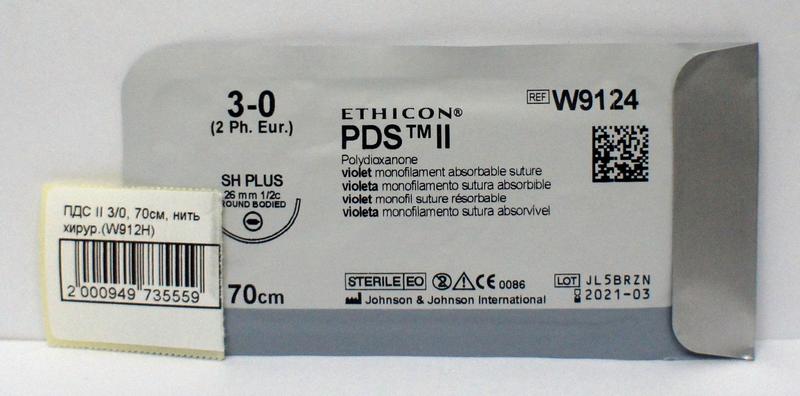 3-0
(2 Ph. Eur.)
SH PLUS
26 mm 1/2c
ROUND BODIED
70cm
ETHICON®
PDS™II
Polydioxanone
violet monofilament absorbable suture
violeta monofilamento sutura absorbible
violet monofil suture résorbable
violeta monofilamento sutura absorvível
REF W9124
STERILE EO
2
CE 0086
Johnson & Johnson International
LOT JL5BRZN
2021-03
ПДС II 3/0, 70см, нить
хирур.(W912H)
2 000949 735559